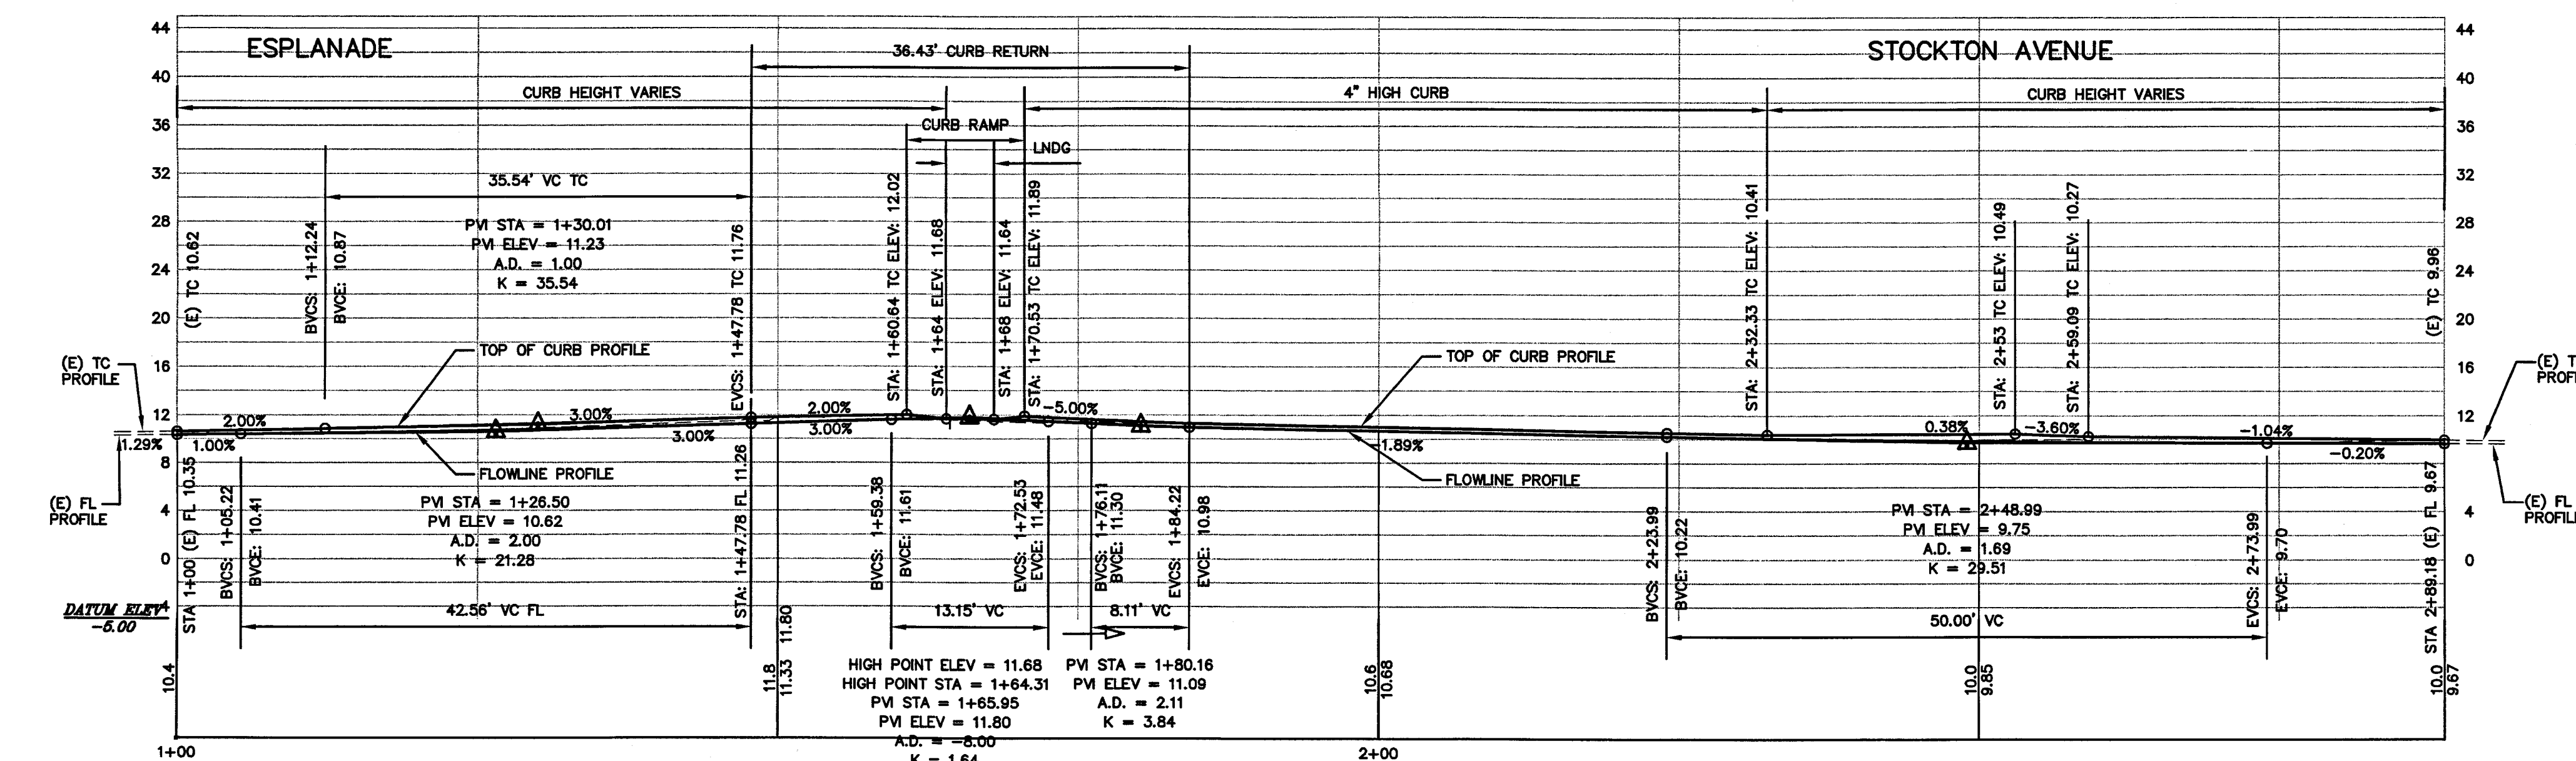 ESPLANADE
36.43' CURB RETURN
STOCKTON AVENUE
CURB HEIGHT VARIES
4" HIGH CURB
CURB HEIGHT VARIES
CURB RAMP
LNDG
44
40
36
32
28
24
20
16
12
8
4
0
44
40
36
32
28
24
20
16
12
4
0
35.54' VC TC
PVI STA = 1+30.01
PVI ELEV = 11.23
A.D. = 1.00
K = 35.54
(E) TC 10.62
BVCS: 1+12.24
BVCE: 10.87
EVCS: 1+47.78 TC 11.76
STA: 1+60.64 TC ELEV: 12.02
STA: 1+64 ELEV: 11.68
STA: 1+68 ELEV: 11.64
STA: 1+70.53 TC ELEV: 11.89
STA: 2+32.33 TC ELEV: 10.41
STA: 2+53 TC ELEV: 10.49
STA: 2+59.09 TC ELEV: 10.27
(E) TC 9.96
(E) TC
PROFILE
TOP OF CURB PROFILE
TOP OF CURB PROFILE
(E) T
PROFI
2.00%
3.00%
2.00%
-5.00%
0.38%
-3.60%
-1.04%
1.29%
1.00%
3.00%
3.00%
-1.89%
-0.20%
(E) FL
PROFILE
FLOWLINE PROFILE
FLOWLINE PROFILE
(E) FL
PROFILE
STA 1+00 (E) FL 10.35
BVCS: 1+05.22
BVCE: 10.41
PVI STA = 1+26.50
PVI ELEV = 10.62
A.D. = 2.00
K = 21.28
STA: 1+47.78 FL 11.26
BVCS: 1+59.38
BVCE: 11.61
EVCS: 1+72.53
EVCE: 11.48
BVCS: 1+76.11
BVCE: 11.30
EVCS: 1+84.22
EVCE: 10.98
BVCS: 2+23.99
BVCE: 10.22
PVI STA = 2+48.99
PVI ELEV = 9.75
A.D. = 1.69
K = 29.51
EVCS: 2+73.99
EVCE: 9.70
STA 2+89.18 (E) FL 9.67
DATUM ELEV
-5.00
42.56' VC FL
13.15' VC
8.11' VC
50.00' VC
10.4
11.8
11.33
11.80
10.6
10.68
10.0
9.85
10.0
9.67
HIGH POINT ELEV = 11.68
HIGH POINT STA = 1+64.31
PVI STA = 1+65.95
PVI ELEV = 11.80
A.D. = -8.00
K = 1.64
PVI STA = 1+80.16
PVI ELEV = 11.09
A.D. = 2.11
K = 3.84
1+00
2+00